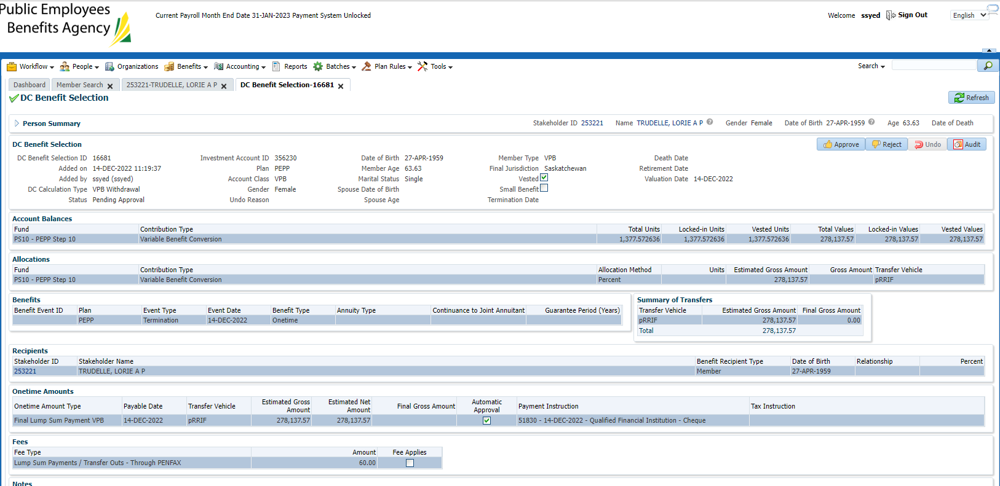 Public Employees
Benefits Agency
Current Payroll Month End Date 31-JAN-2023 Payment System Unlocked
Welcome ssyed Sign Out English
Workflow People Organizations Benefits Accounting Reports Batches Plan Rules Tools Search
Dashboard Member Search 253221-TRUDELLE, LORIE A P DC Benefit Selection-16681
DC Benefit Selection Refresh
Person Summary Stakeholder ID 253221 Name TRUDELLE, LORIE A P Gender Female Date of Birth 27-APR-1959 Age 63.63 Date of Death
DC Benefit Selection Approve Reject Undo Audit
DC Benefit Selection ID 16681 Investment Account ID 356230 Date of Birth 27-APR-1959 Member Type VPB Death Date
Added on 14-DEC-2022 11:19:37 Plan PEPP Member Age 63.63 Final Jurisdiction Saskatchewan Retirement Date
Added by ssyed (ssyed) Account Class VPB Marital Status Single Vested Valuation Date 14-DEC-2022
DC Calculation Type VPB Withdrawal Gender Female Spouse Date of Birth Small Benefit
Status Pending Approval Undo Reason Spouse Age Termination Date
Account Balances
Fund Contribution Type Total Units Locked-in Units Vested Units Total Values Locked-in Values Vested Values
PS10 - PEPP Step 10 Variable Benefit Conversion 1,377.572636 1,377.572636 1,377.572636 278,137.57 278,137.57 278,137.57
Allocations
Fund Contribution Type Allocation Method Units Estimated Gross Amount Gross Amount Transfer Vehicle
PS10 - PEPP Step 10 Variable Benefit Conversion Percent 278,137.57 pRRIF
Benefits
Benefit Event ID Plan Event Type Event Date Benefit Type Annuity Type Continuance to Joint Annuitant Guarantee Period (Years)
PEPP Termination 14-DEC-2022 Onetime
Summary of Transfers
Transfer Vehicle Estimated Gross Amount Final Gross Amount
pRRIF 278,137.57 0.00
Total 278,137.57
Recipients
Stakeholder ID Stakeholder Name Benefit Recipient Type Date of Birth Relationship Percent
253221 TRUDELLE, LORIE A P Member 27-APR-1959
Onetime Amounts
Onetime Amount Type Payable Date Transfer Vehicle Estimated Gross Amount Estimated Net Amount Final Gross Amount Automatic Approval Payment Instruction Tax Instruction
Final Lump Sum Payment VPB 14-DEC-2022 pRRIF 278,137.57 278,137.57 51830 - 14-DEC-2022 - Qualified Financial Institution - Cheque
Fees
Fee Type Amount Fee Applies
Lump Sum Payments / Transfer Outs - Through PENFAX 60.00
Notes